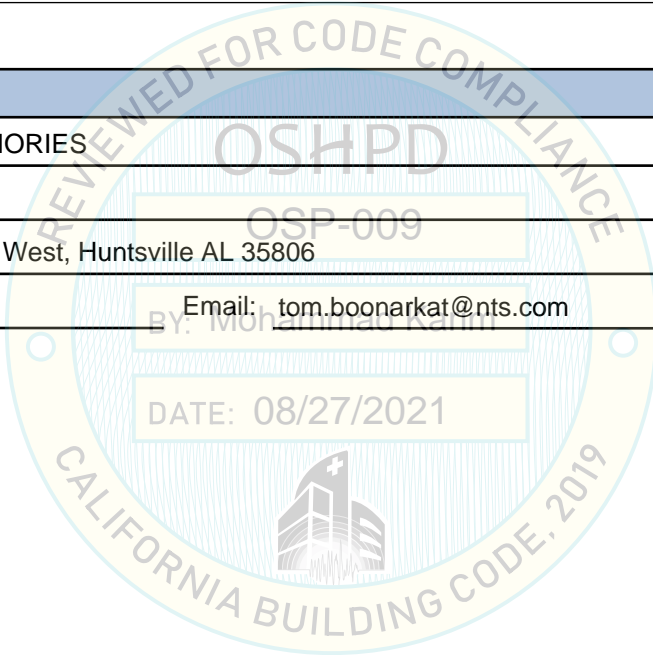 REVIEWED FOR CODE COMPLIANCE
OSHPD
IORIES
OSP-009
West, Huntsville AL 35806
Email: tom.boonarkat@nts.com
BY: Mohammad Karim
DATE: 08/27/2021
CALIFORNIA BUILDING CODE, 2019